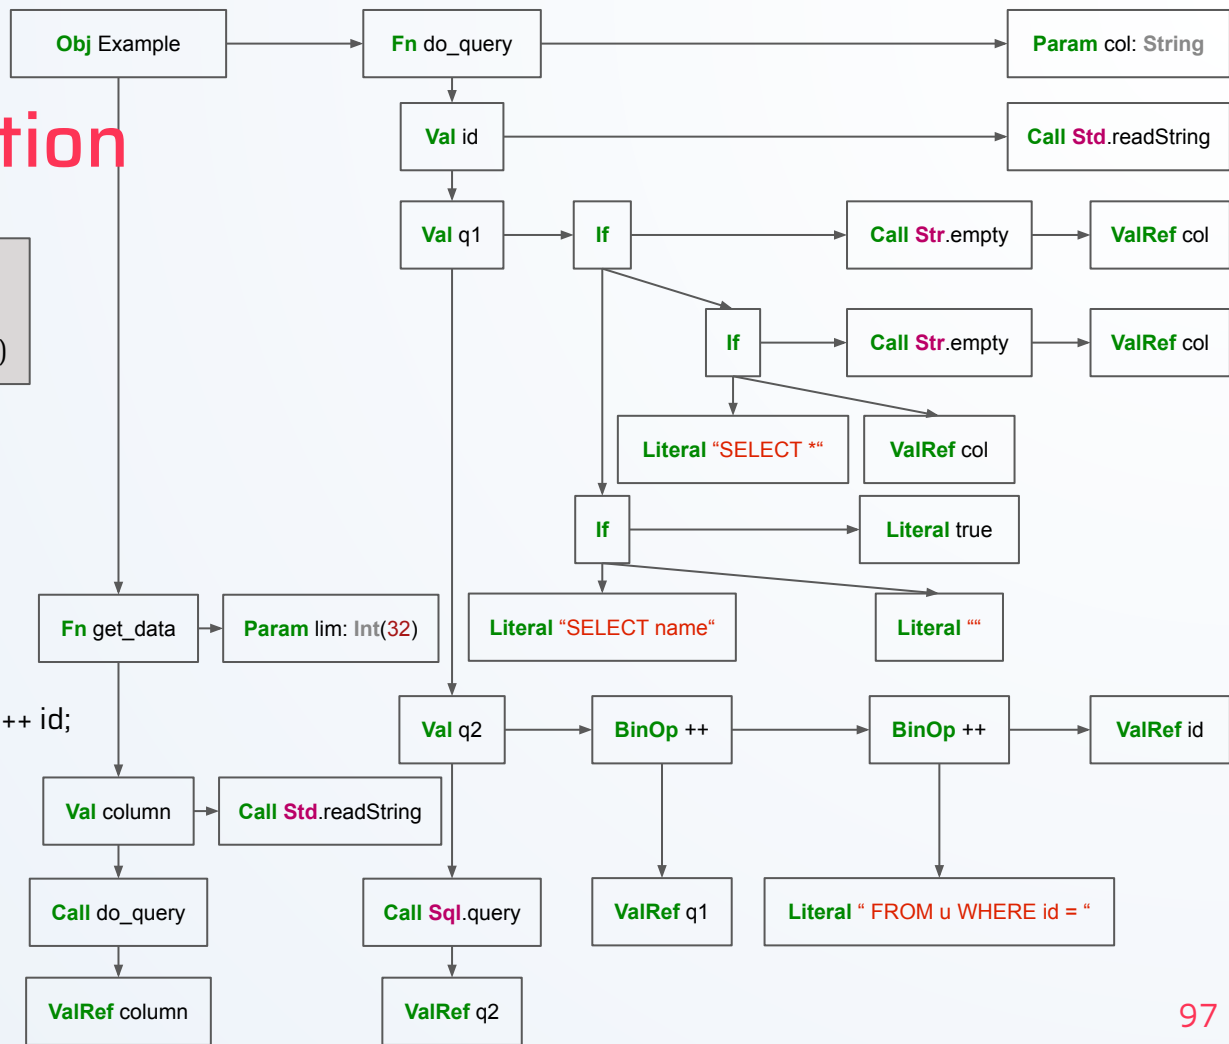 Obj Example
Fn do_query
Param col: String
tion
Val id
Call Std.readString
Val q1
If
Call Str.empty
ValRef col
)
If
Call Str.empty
ValRef col
Literal “SELECT *“
ValRef col
If
Literal true
Fn get_data
Param lim: Int(32)
Literal “SELECT name“
Literal ““
++ id;
Val q2
BinOp ++
BinOp ++
ValRef id
Val column
Call Std.readString
Call do_query
Call Sql.query
ValRef q1
Literal “ FROM u WHERE id = “
ValRef column
ValRef q2
97